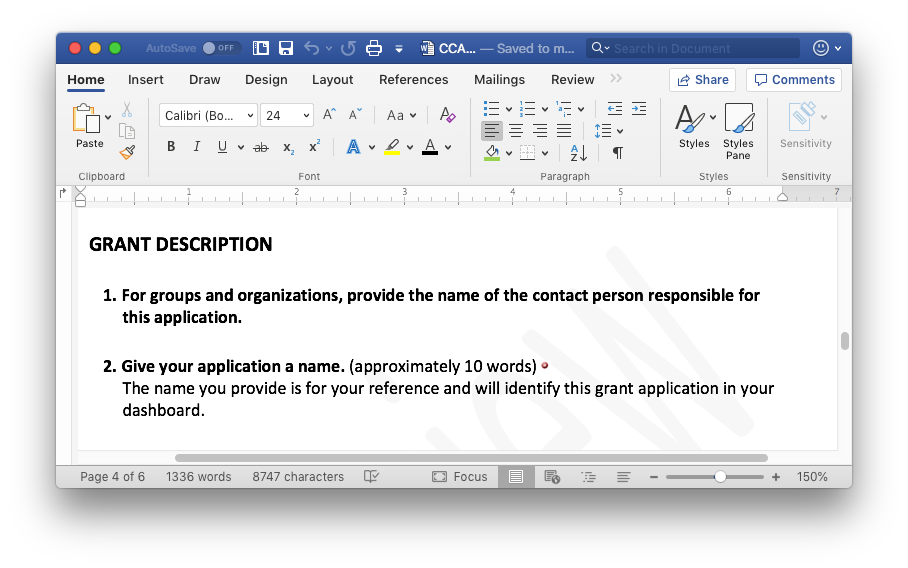 AutoSave OFF CCA... — Saved to m... Search in Document
Home Insert Draw Design Layout References Mailings Review Share Comments
Calibri (Bo... 24 Aa
Paste B I U ab x2 x2 A A Styles Styles Pane Sensitivity
Clipboard Font Paragraph Styles Sensitivity
1 2 3 4 5 6 7
GRANT DESCRIPTION
1. For groups and organizations, provide the name of the contact person responsible for
this application.
2. Give your application a name. (approximately 10 words)
The name you provide is for your reference and will identify this grant application in your
dashboard.
Page 4 of 6 1336 words 8747 characters Focus 150%